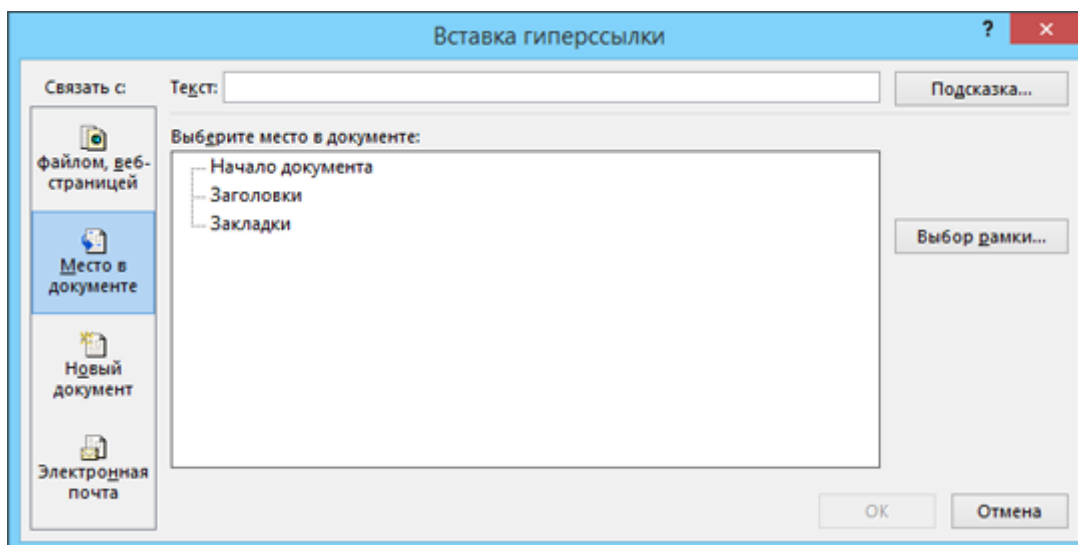 Вставка гиперссылки
?
Связать с:
Текст:
Подсказка...
файлом, веб-
страницей
Место в
документе
Новый
документ
Электронная
почта
Выберите место в документе:
Начало документа
Заголовки
Закладки
Выбор рамки...
ОК
Отмена